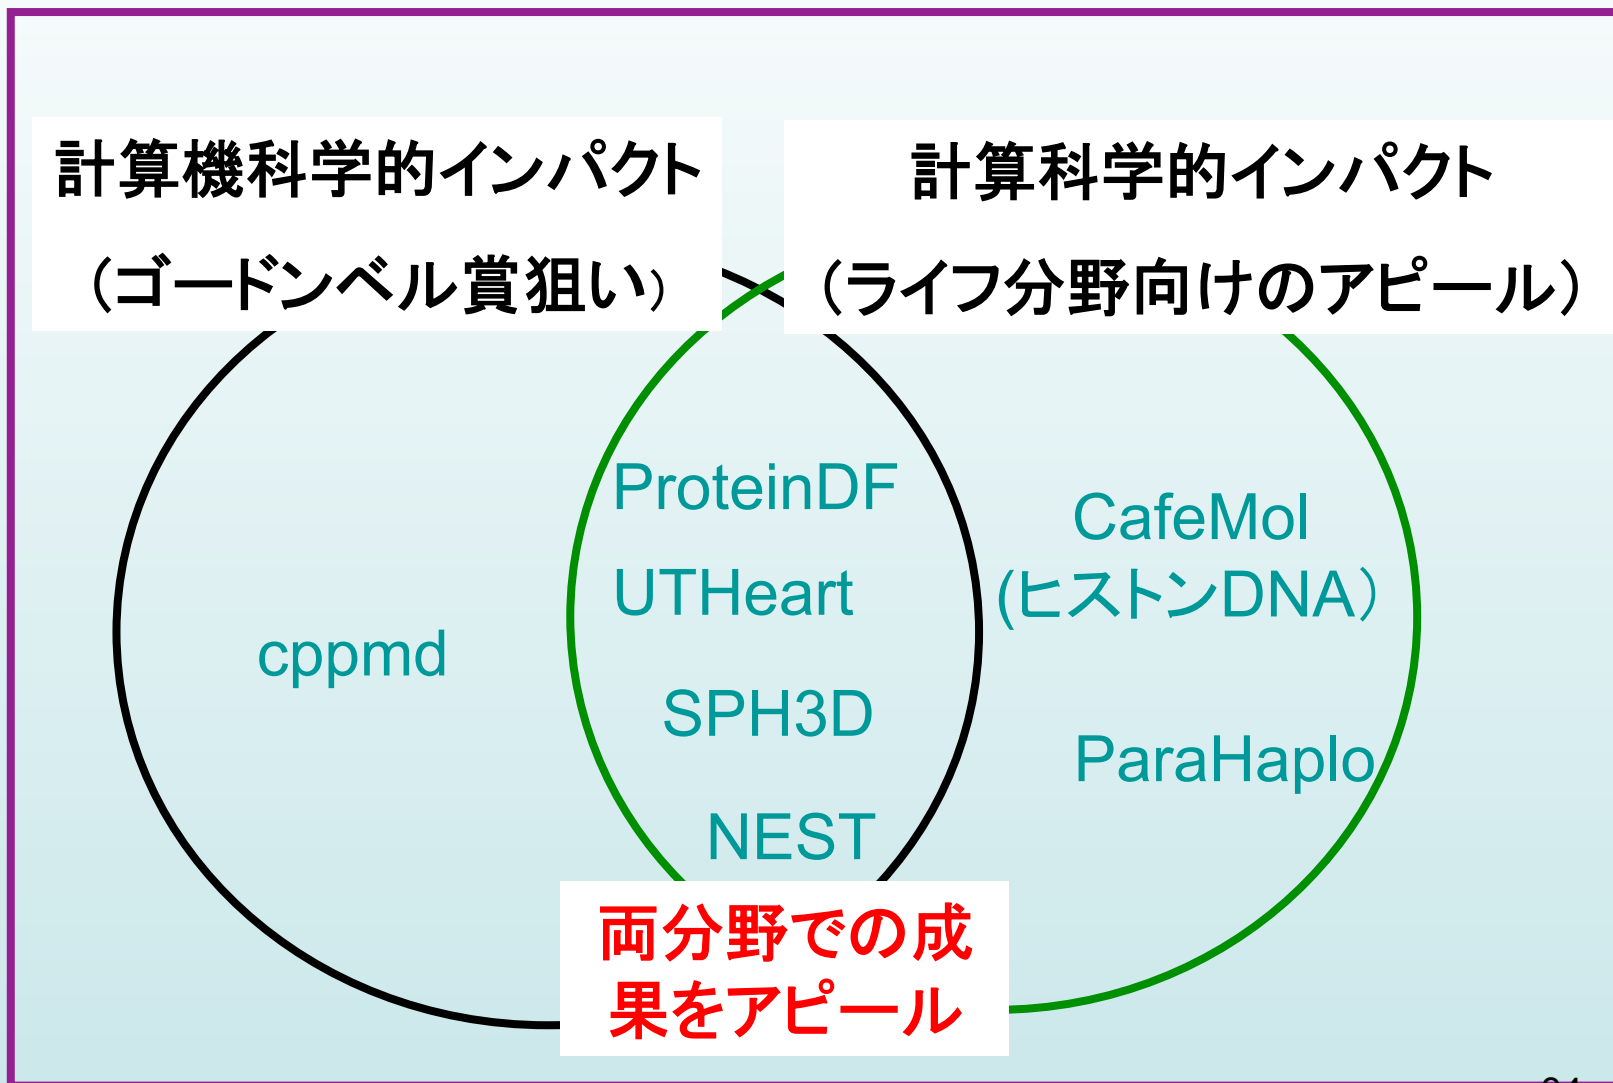 計算機科学的インパクト
（ゴードンベル賞狙い）
計算科学的インパクト
（ライフ分野向けのアピール）
ProteinDF
UTHeart
SPH3D
NEST
cppmd
CafeMol
(ヒストンDNA）
ParaHaplo
両分野での成
果をアピール